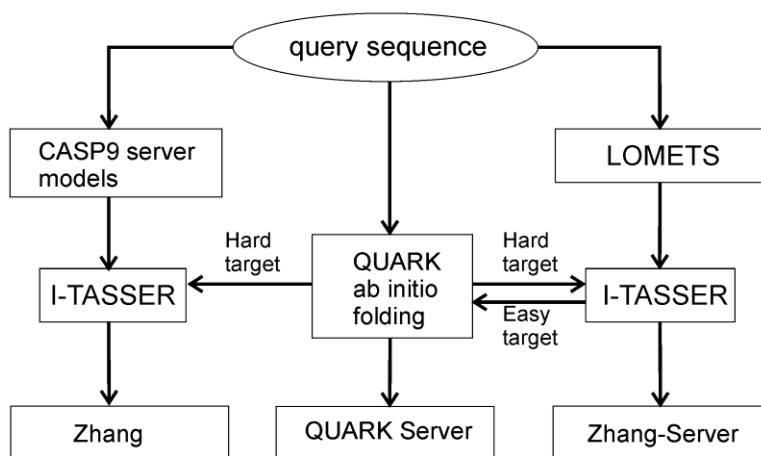 query sequence
CASP9 server
models
LOMETS
Hard
target
QUARK
ab initio
folding
Hard
target
Easy
target
I-TASSER
I-TASSER
Zhang
QUARK Server
Zhang-Server